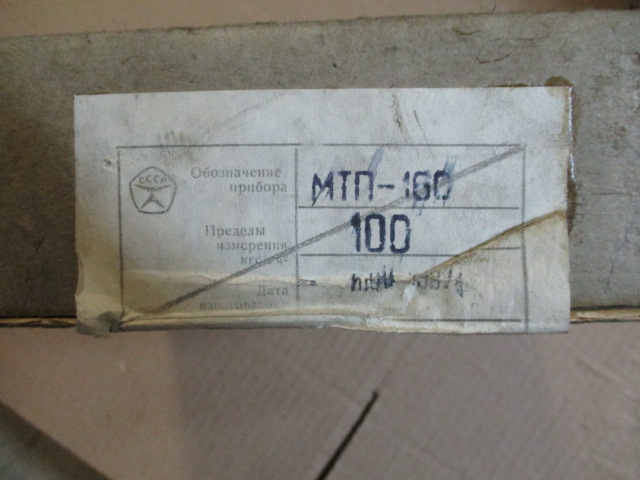 СССР
Обозначение
прибора
МТП-160
Пределы
измерения
100
Дата